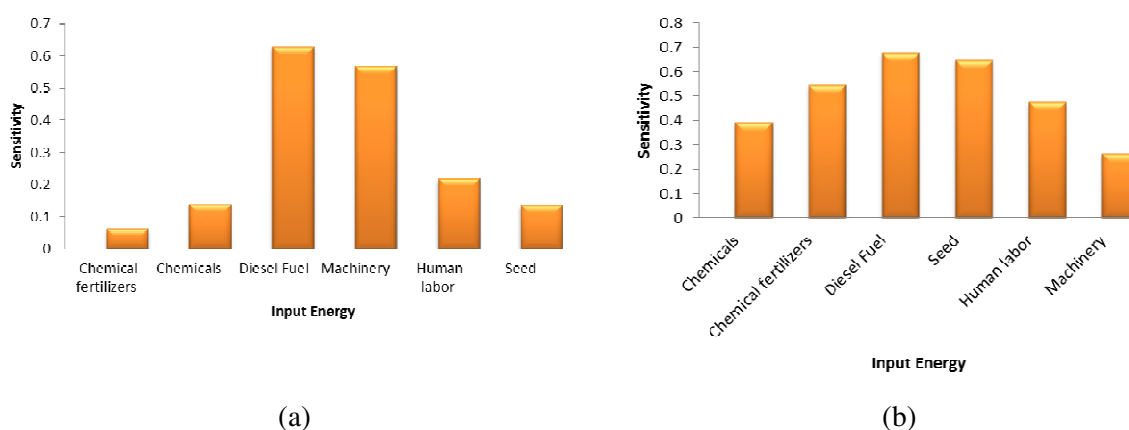 0.7
0.6
0.5
0.4
0.3
0.2
0.1
0
Sensitivity
Chemical fertilizers
Chemicals
Diesel Fuel
Machinery
Human labor
Seed
Input Energy
(a)
0.8
0.7
0.6
0.5
0.4
0.3
0.2
0.1
0
Sensitivity
Chemicals
Chemical fertilizers
Diesel Fuel
Seed
Human labor
Machinery
Input Energy
(b)